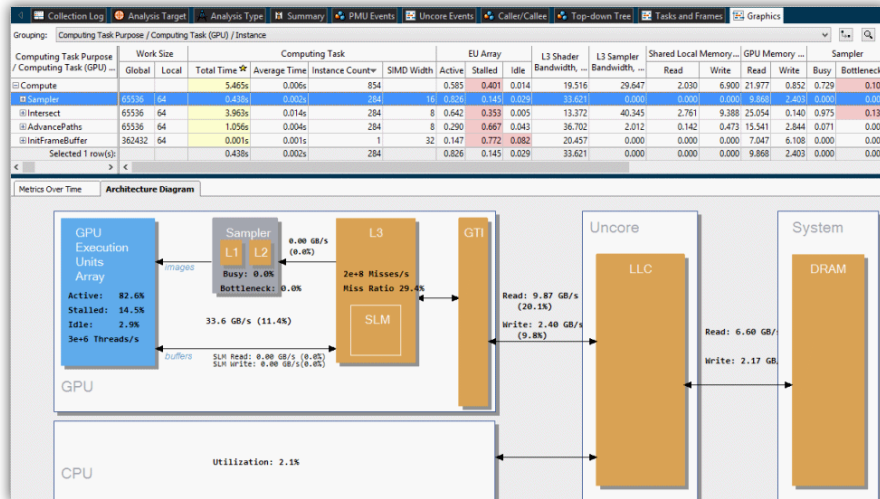 Collection Log Analysis Target Analysis Type Summary PMU Events Uncore Events Caller/Callee Top-down Tree Tasks and Frames Graphics
Grouping: Computing Task Purpose / Computing Task (GPU) / Instance
Computing Task Purpose Work Size Computing Task EU Array L3 Shader L3 Sampler Shared Local Memory... GPU Memory ... Sampler
/ Computing Task (GPU) ... Global Local Total Time Average Time Instance Count SIMD Width Active Stalled Idle Bandwidth, ... Bandwidth, ... Read Write Read Write Busy Bottleneck
Compute 5.465s 0.006s 854 0.585 0.401 0.014 19.516 29.647 2.030 6.900 21.977 0.852 0.729 0.10
Sampler 65536 64 0.438s 0.002s 284 16 0.826 0.145 0.029 33.621 0.000 0.000 0.000 9.868 2.403 0.000 0.00
Intersect 65536 64 3.963s 0.014s 284 8 0.642 0.353 0.005 13.372 40.345 2.761 9.388 25.054 0.140 0.975 0.13
AdvancePaths 65536 64 1.056s 0.004s 284 8 0.290 0.667 0.043 36.702 2.012 0.142 0.473 15.541 2.844 0.071 0.00
InitFrameBuffer 362432 64 0.001s 0.001s 1 32 0.147 0.772 0.082 20.457 0.000 0.000 0.000 7.047 6.108 0.000 0.00
Selected 1 row(s): 0.438s 0.002s 284 0.826 0.145 0.029 33.621 0.000 0.000 0.000 9.868 2.403 0.000 0.00
Metrics Over Time Architecture Diagram
GPU
Execution
Units
Array
Active: 82.6%
Stalled: 14.5%
Idle: 2.9%
3e+6 Threads/s
images
buffers
Sampler
L1 L2
Busy: 0.0%
Bottleneck: 0.0%
0.00 GB/s
(0.0%)
33.6 GB/s (11.4%)
SLM Read: 0.00 GB/s (0.0%)
SLM Write: 0.00 GB/s(0.0%)
L3
2e+8 Misses/s
Miss Ratio 29.4%
SLM
GTI
GPU
Read: 9.87 GB/s
(20.1%)
Write: 2.40 GB/s
(9.8%)
Uncore
LLC
Read: 6.60 GB/
Write: 2.17 GB
System
DRAM
Utilization: 2.1%
CPU